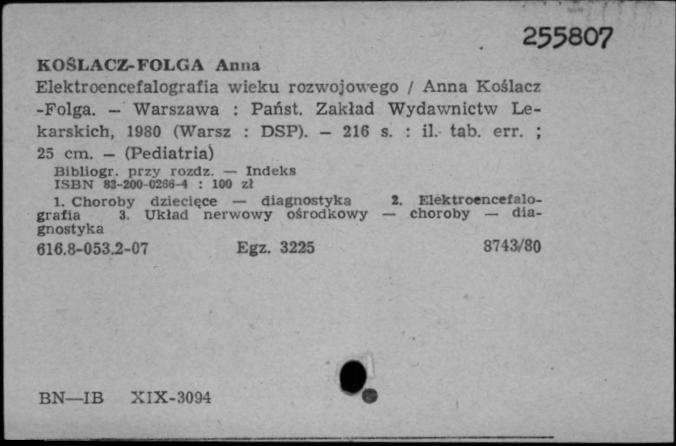 255807
KOŚLACZ-FOLGA Anna
Elektroencefalografia wieku rozwojowego / Anna Koślacz
-Folga. — Warszawa : Państ. Zakład Wydawnictw Le-
karskich, 1980 (Warsz : DSP). — 216 s. : il. tab. err. ;
25 cm. — (Pediatria)
Bibliogr. przy rozdz. — Indeks
ISBN 83-200-0266-4 : 100 zł
1. Choroby dziecięce — diagnostyka 2. Elektroencefalo-
grafia 3. Układ nerwowy ośrodkowy — choroby — dia-
gnostyka
616.8-053.2-07 Egz. 3225 8743/80
BN—IB XIX-3094